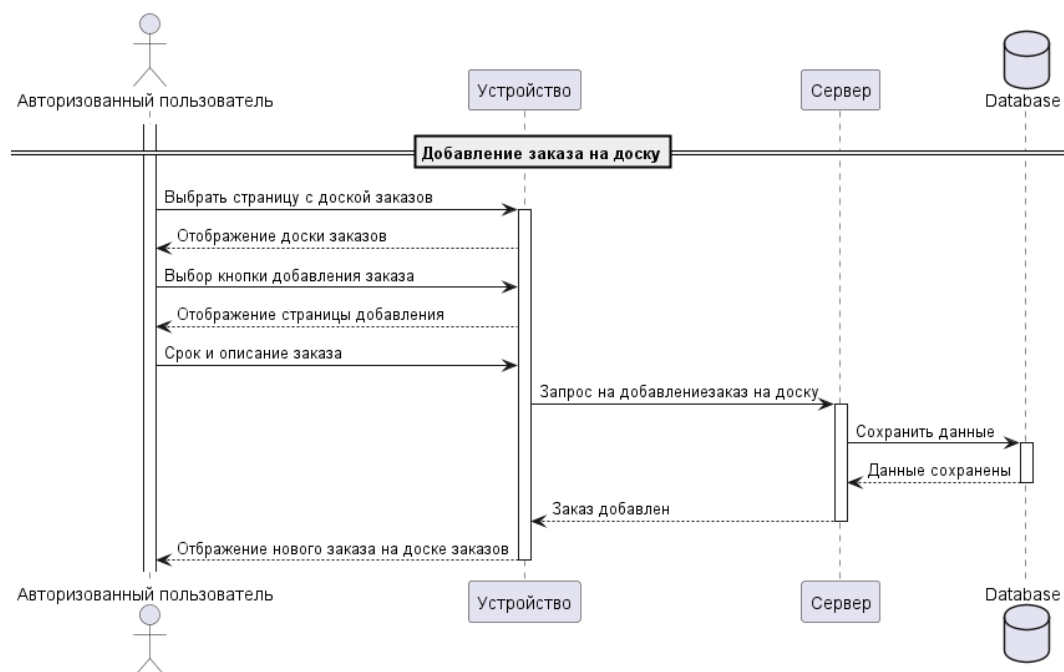 Авторизованный пользователь
Устройство
Сервер
Database
Добавление заказа на доску
Выбрать страницу с доской заказов
Отображение доски заказов
Выбор кнопки добавления заказа
Отображение страницы добавления
Срок и описание заказа
Запрос на добавлениезаказ на доску
Сохранить данные
Данные сохранены
Заказ добавлен
Отбражение нового заказа на доске заказов
Авторизованный пользователь
Устройство
Сервер
Database